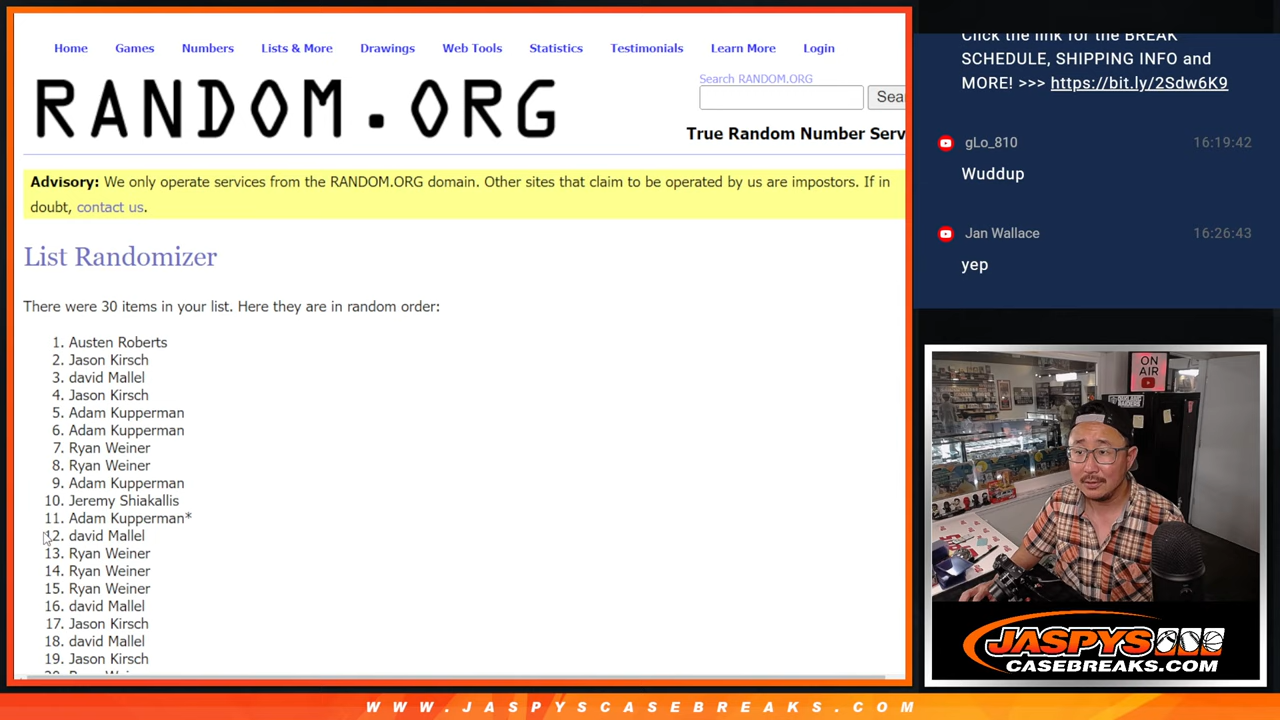 Home Games Numbers Lists & More Drawings Web Tools Statistics Testimonials Learn More Login
RANDOM.ORG
Search RANDOM.ORG
True Random Number Serv
Advisory: We only operate services from the RANDOM.ORG domain. Other sites that claim to be operated by us are impostors. If in
doubt, contact us.
List Randomizer
There were 30 items in your list. Here they are in random order:
1. Austen Roberts
2. Jason Kirsch
3. david Mallel
4. Jason Kirsch
5. Adam Kupperman
6. Adam Kupperman
7. Ryan Weiner
8. Ryan Weiner
9. Adam Kupperman
10. Jeremy Shiakallis
11. Adam Kupperman*
12. david Mallel
13. Ryan Weiner
14. Ryan Weiner
15. Ryan Weiner
16. david Mallel
17. Jason Kirsch
18. david Mallel
19. Jason Kirsch
Click the link for the BREAK
SCHEDULE, SHIPPING INFO and
MORE! >>> https://bit.ly/2Sdw6K9
gLo_810 16:19:42
Wuddup
Jan Wallace 16:26:43
yep
ON
AIR
JASPYS
CASEBREAKS.COM
WWW.JASPYSCASEBREAKS.COM